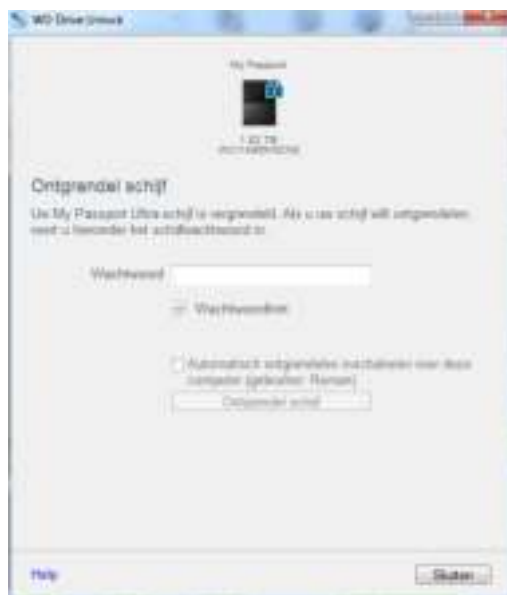 WD Drive Unlock
My Passport
Ontgrendel schijf
Uw My Passport Ultra schijf is vergrendeld. Als u uw schijf wilt ontgrendelen,
voert u hieronder het schijfwachtwoord in.
Wachtwoord
Wachtwoordhint
Automatisch ontgrendelen inschakelen voor deze
computer (gebruiker:
Ontgrendel schijf
Help
Sluiten